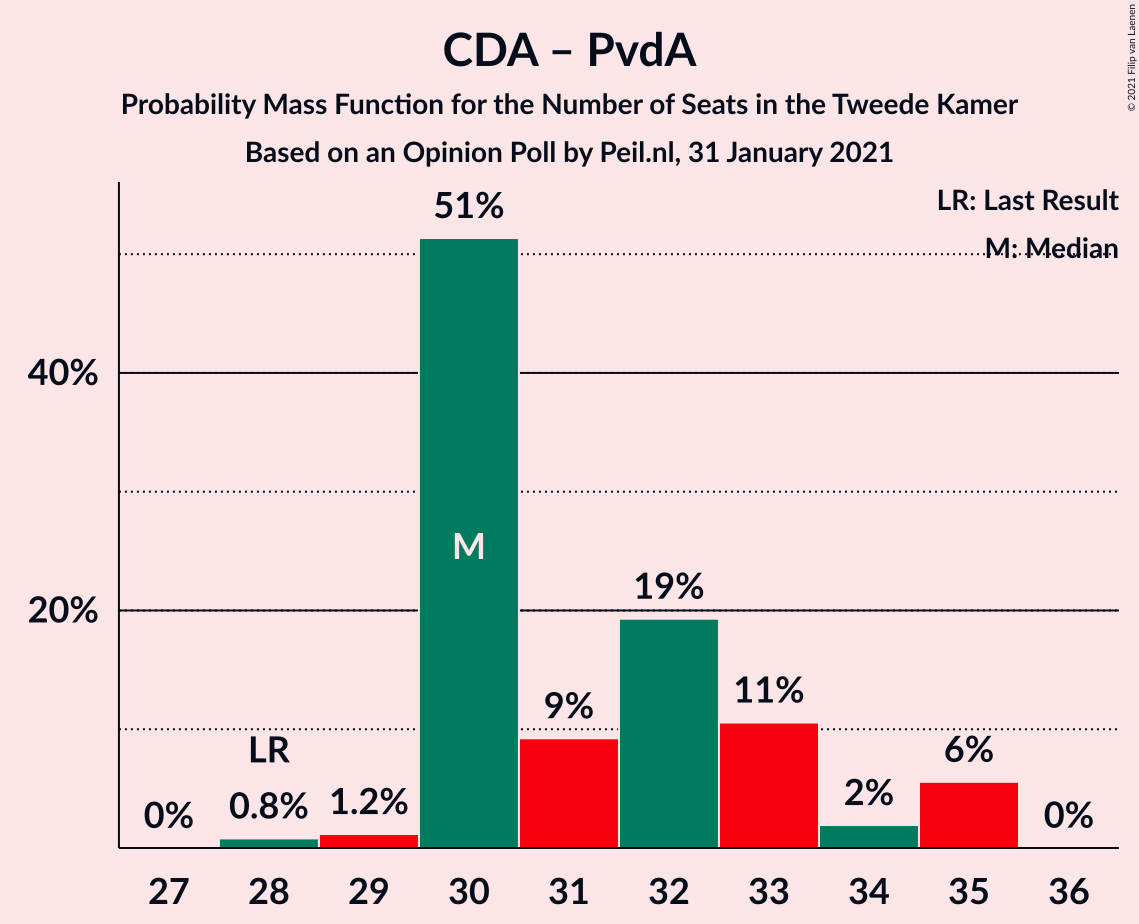 CDA – PvdA
Probability Mass Function for the Number of Seats in the Tweede Kamer
Based on an Opinion Poll by Peil.nl, 31 January 2021
© 2021 Filip van Laenen
LR: Last Result
M: Median
40%
20%
0%
LR
0.8%
1.2%
51%
M
9%
19%
11%
2%
6%
0%
27 28 29 30 31 32 33 34 35 36